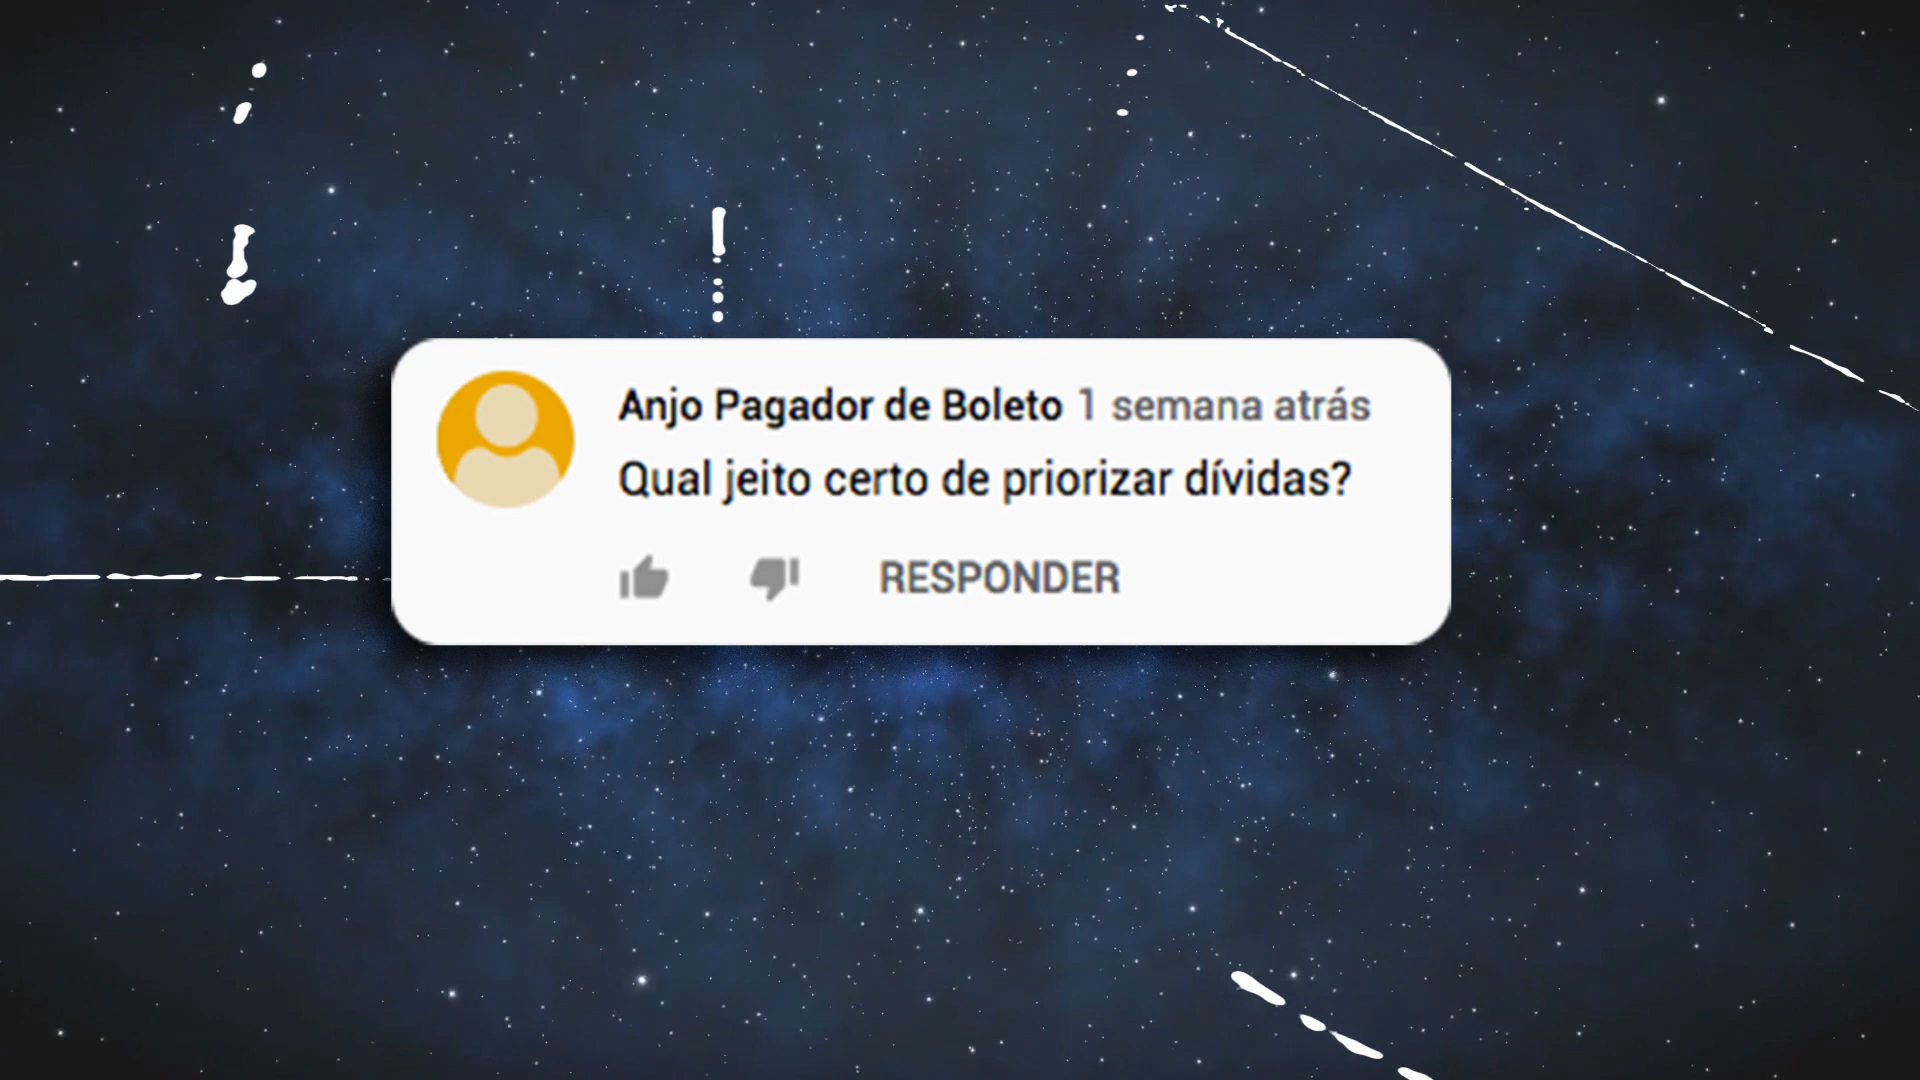 Anjo Pagador de Boleto 1 semana atrás
Qual jeito certo de priorizar dívidas?
RESPONDER